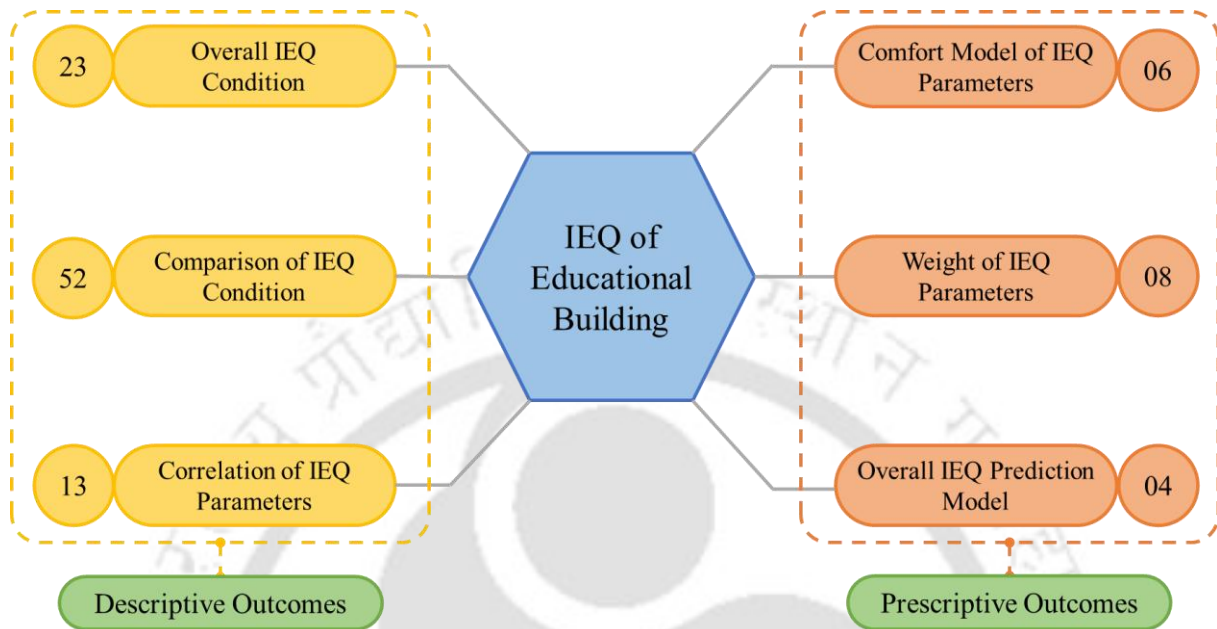 23
Overall IEQ
Condition
52
Comparison of IEQ
Condition
13
Correlation of IEQ
Parameters
Descriptive Outcomes
IEQ of
Educational
Building
Comfort Model of IEQ
Parameters
06
Weight of IEQ
Parameters
08
Overall IEQ Prediction
Model
04
Prescriptive Outcomes